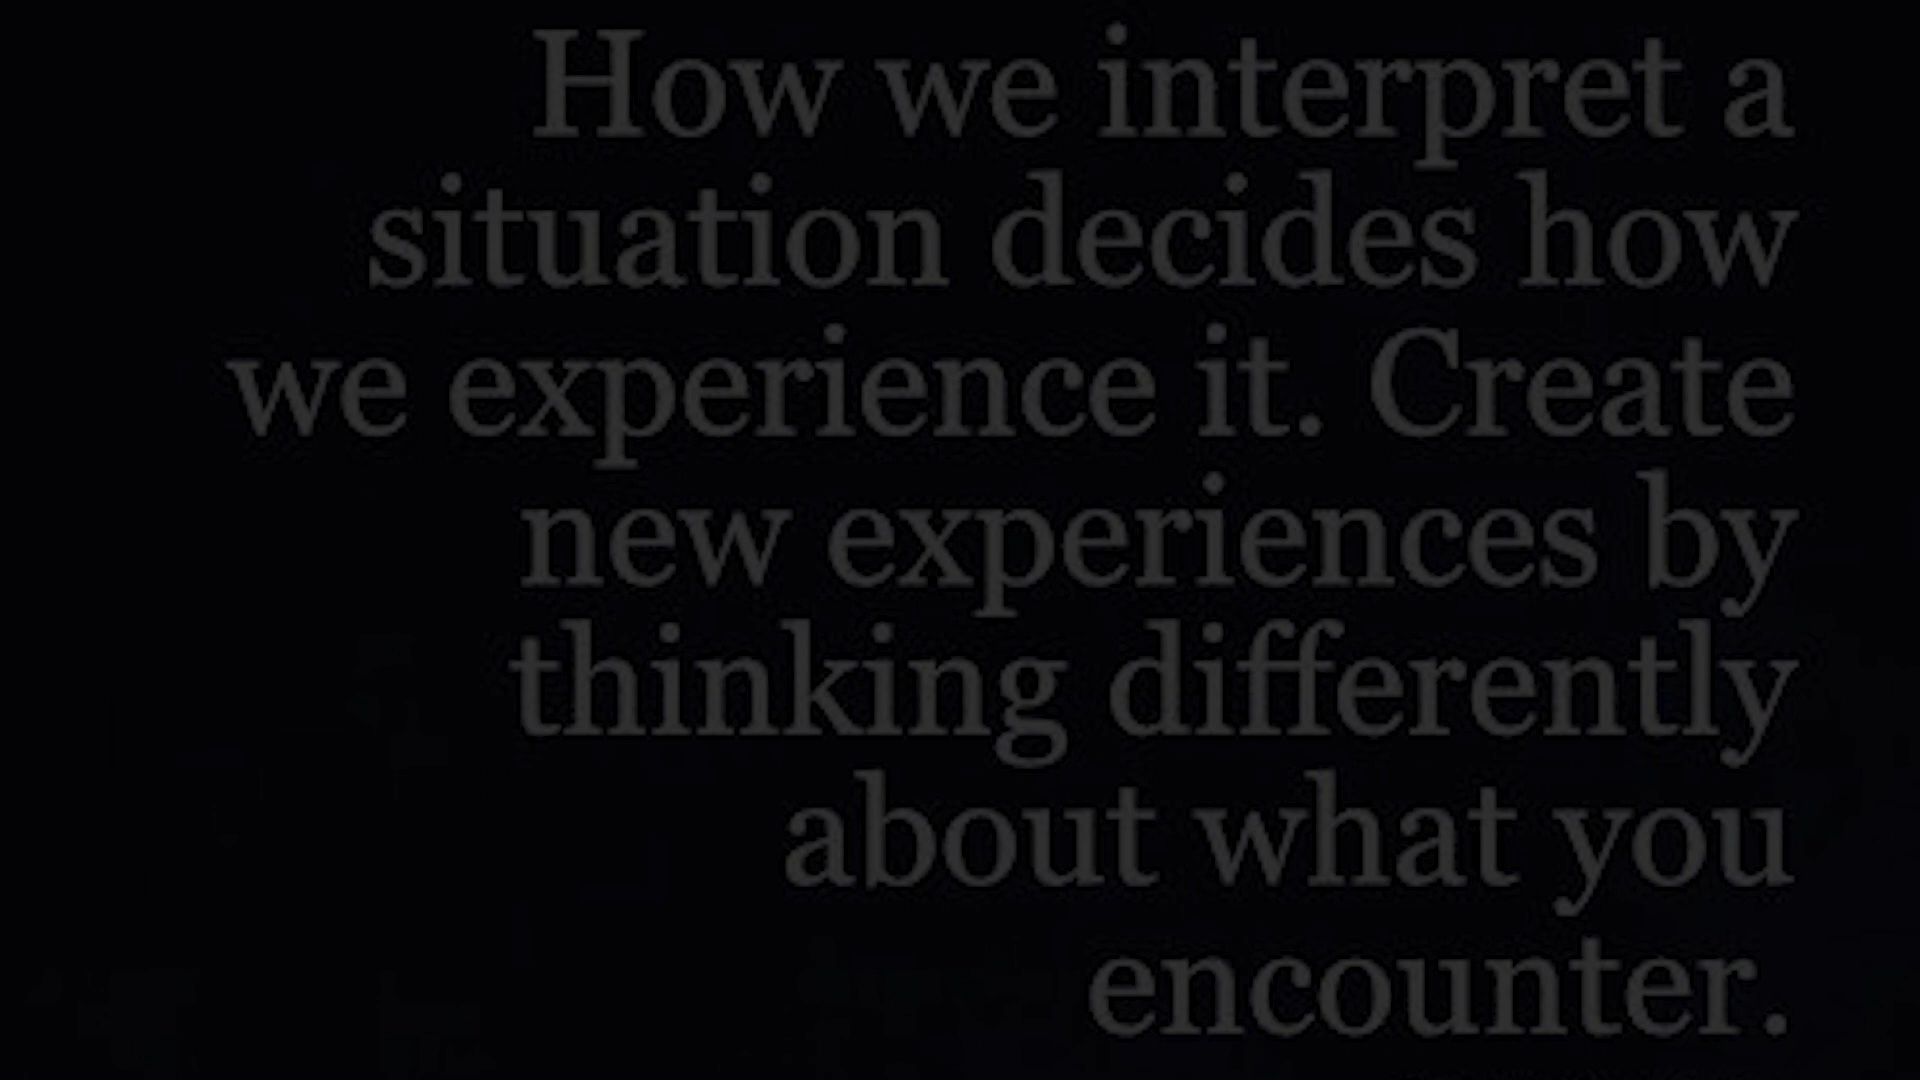 How we interpret a
situation decides how
we experience it. Create
new experiences by
thinking differently
about what you
encounter.